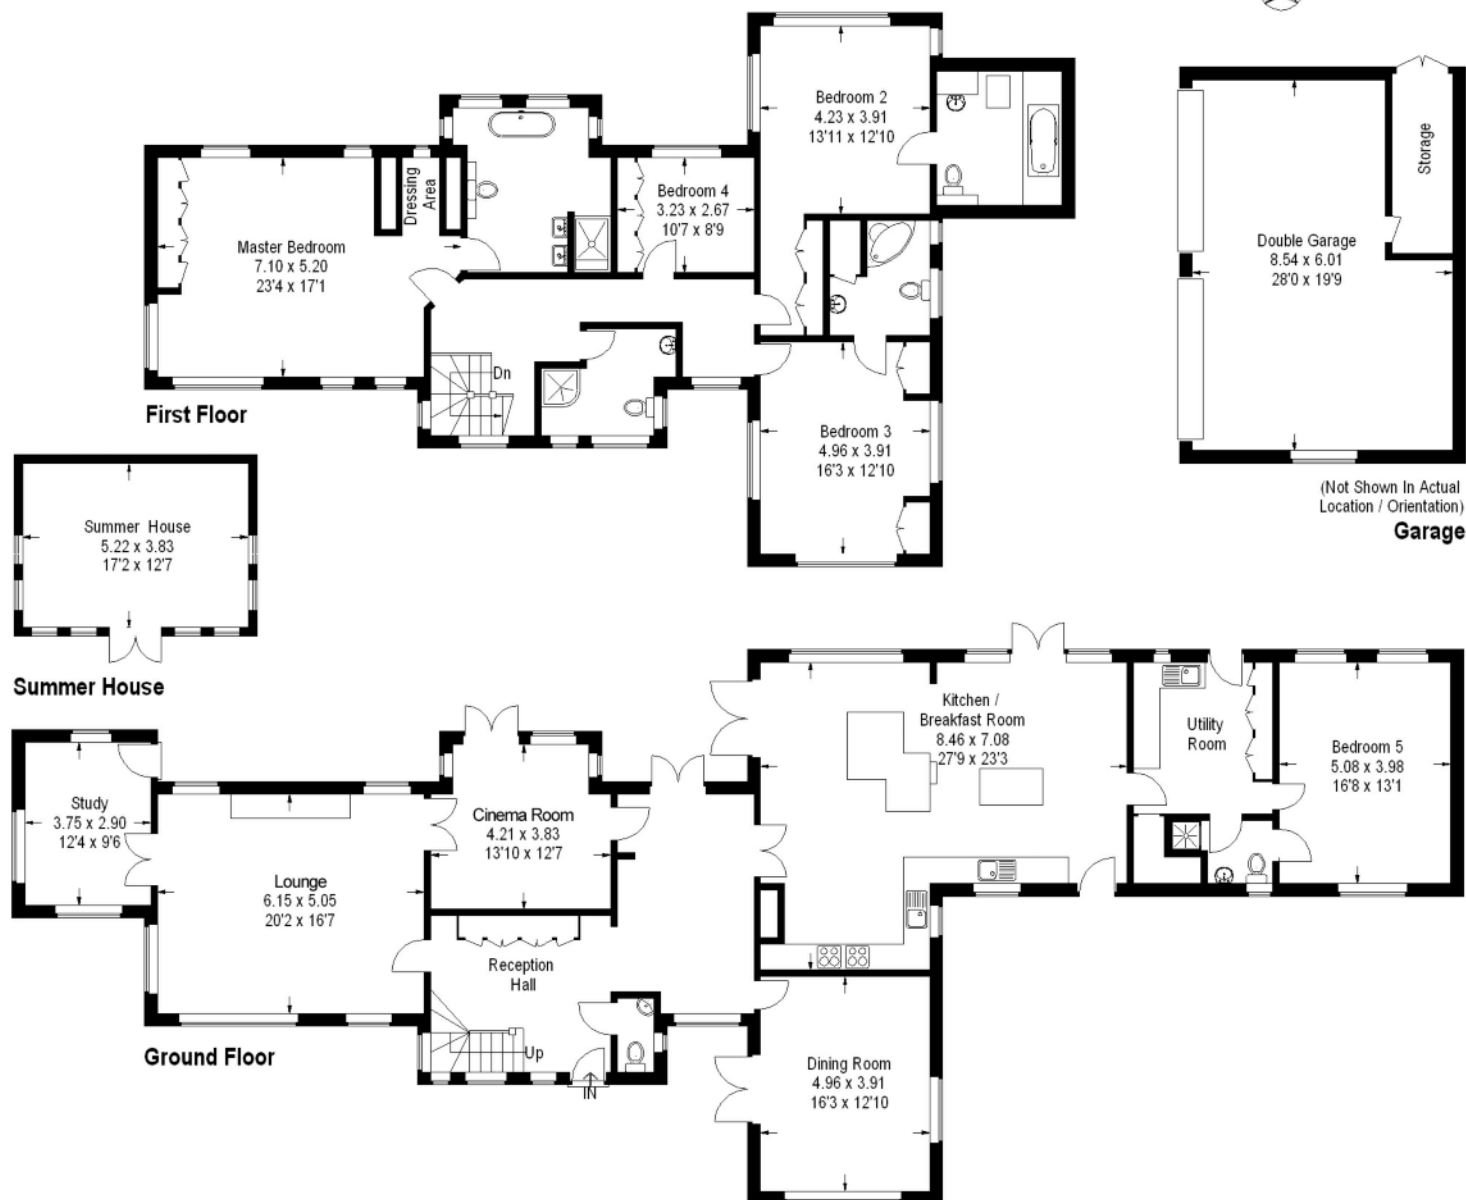 Bedroom 2
4.23 x 3.91
13'11 x 12'10
Dressing
Area
Bedroom 4
3.23 x 2.67
10'7 x 8'9
Master Bedroom
7.10 x 5.20
23'4 x 17'1
Dn
Bedroom 3
4.96 x 3.91
16'3 x 12'10
First Floor
Storage
Double Garage
8.54 x 6.01
28'0 x 19'9
(Not Shown In Actual
Location / Orientation)
Garage
Summer House
5.22 x 3.83
17'2 x 12'7
Summer House
Kitchen /
Breakfast Room
8.46 x 7.08
27'9 x 23'3
Utility
Room
Bedroom 5
5.08 x 3.98
16'8 x 13'1
Study
3.75 x 2.90
12'4 x 9'6
Cinema Room
4.21 x 3.83
13'10 x 12'7
Lounge
6.15 x 5.05
20'2 x 16'7
Reception
Hall
Up
IN
Dining Room
4.96 x 3.91
16'3 x 12'10
Ground Floor